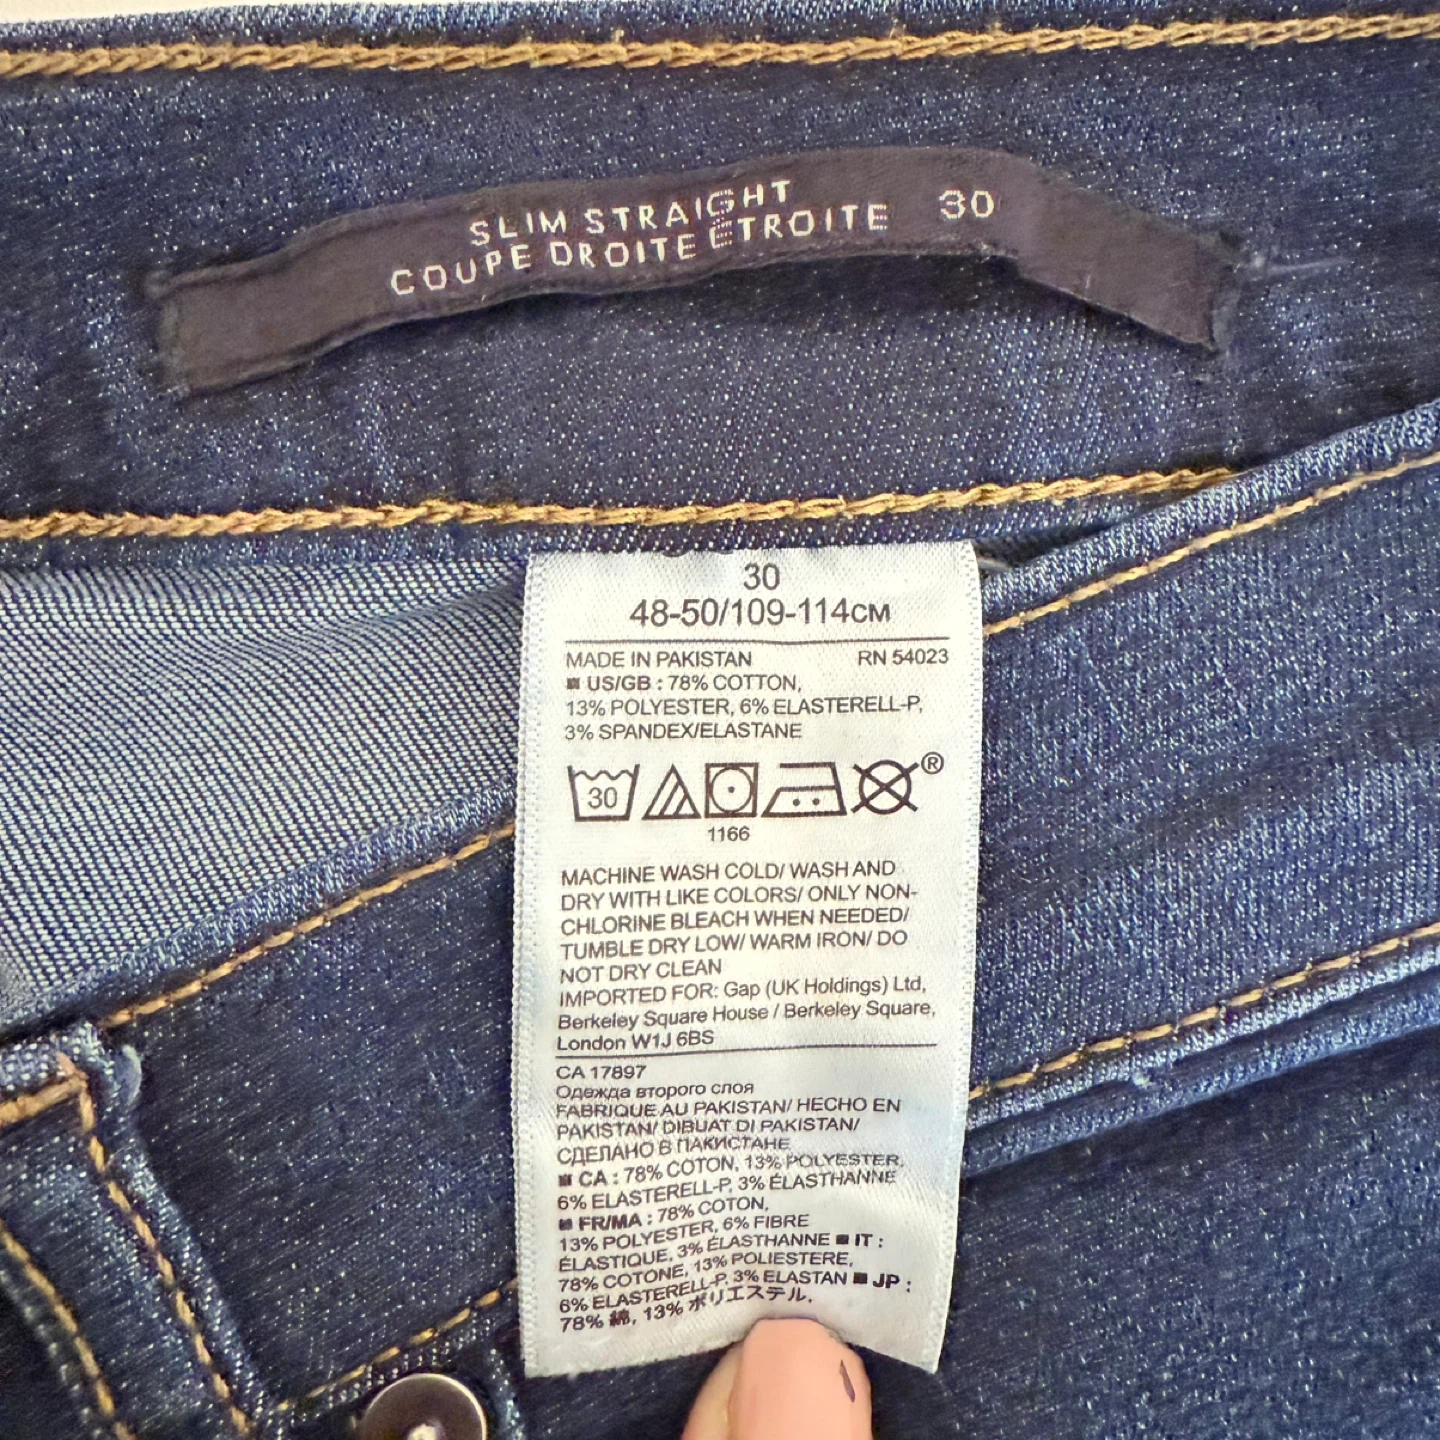 SLIM STRAIGHT
COUPE DROITE ÉTROITE 30
30
48-50/109-114CM
MADE IN PAKISTAN RN 54023
■ US/GB : 78% COTTON,
13% POLYESTER, 6% ELASTERELL-P,
3% SPANDEX/ELASTANE
30 ®
1166
MACHINE WASH COLD/ WASH AND
DRY WITH LIKE COLORS/ ONLY NON-
CHLORINE BLEACH WHEN NEEDED/
TUMBLE DRY LOW/ WARM IRON/ DO
NOT DRY CLEAN
IMPORTED FOR: Gap (UK Holdings) Ltd,
Berkeley Square House / Berkeley Square,
London W1J 6BS
CA 17897
Одежда второго слоя
FABRIQUE AU PAKISTAN/ HECHO EN
PAKISTAN/ DIBUAT DI PAKISTAN/
СДЕЛАНО В ПАКИСТАНЕ
■ CA : 78% COTON, 13% POLYESTER,
6% ELASTERELL-P, 3% ÉLASTHANNE
■ FR/MA : 78% COTON,
13% POLYESTER, 6% FIBRE
ÉLASTIQUE, 3% ÉLASTHANNE ■ IT :
78% COTONE, 13% POLIESTERE,
6% ELASTERELL-P, 3% ELASTAN ■ JP :
78% 綿, 13% ポリエステル,